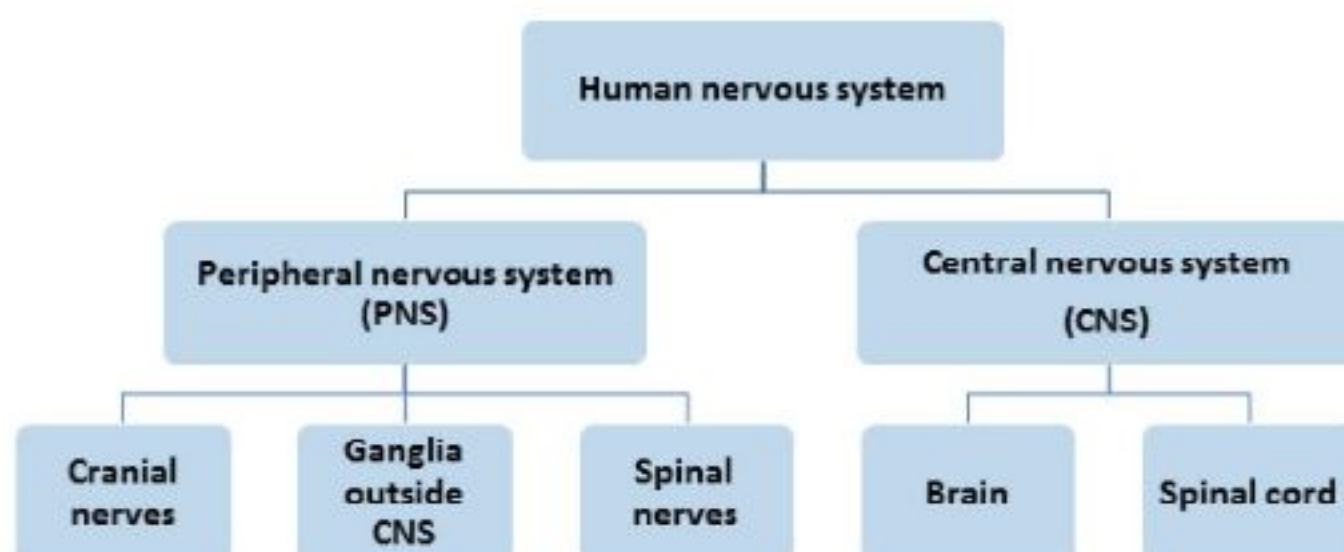 Human nervous system
Peripheral nervous system
(PNS)
Central nervous system
(CNS)
Cranial
nerves
Ganglia
outside
CNS
Spinal
nerves
Brain
Spinal cord